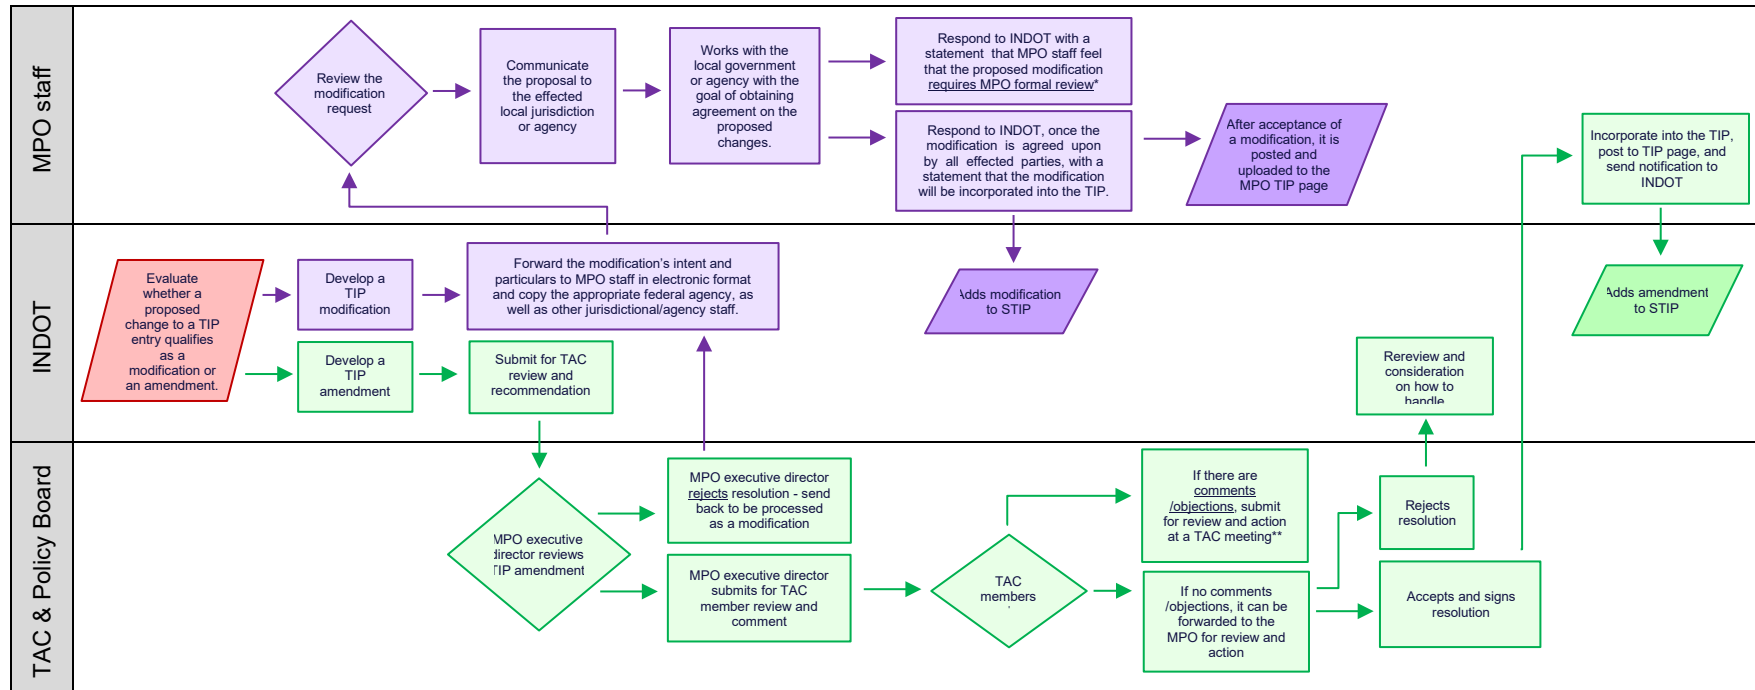 MPO staff
Review the
modification
request
Communicate
the proposal to
the effected
local jurisdiction
or agency
Works with the
local government
or agency with the
goal of obtaining
agreement on the
proposed
changes.
Respond to INDOT with a
statement that MPO staff feel
that the proposed modification
requires MPO formal review*
Respond to INDOT, once the
modification is agreed upon
by all effected parties, with a
statement that the modification
will be incorporated into the TIP.
After acceptance of
a modification, it is
posted and
uploaded to the
MPO TIP page
Incorporate into the TIP,
post to TIP page, and
send notification to
INDOT
INDOT
Evaluate
whether a
proposed
change to a TIP
entry qualifies
as a
modification or
an amendment.
Develop a
TIP
modification
Forward the modification's intent and
particulars to MPO staff in electronic format
and copy the appropriate federal agency, as
well as other jurisdictional/agency staff.
Adds modification
to STIP
Adds amendment
to STIP
Develop a
TIP
amendment
Submit for TAC
review and
recommendation
Rereview and
consideration
on how to
handle
TAC & Policy Board
MPO executive
director reviews
TIP amendment
MPO executive director
rejects resolution - send
back to be processed
as a modification
MPO executive director
submits for TAC
member review and
comment
TAC
members
If there are
comments
/objections, submit
for review and action
at a TAC meeting**
If no comments
/objections, it can be
forwarded to the
MPO for review and
action
Rejects
resolution
Accepts and signs
resolution